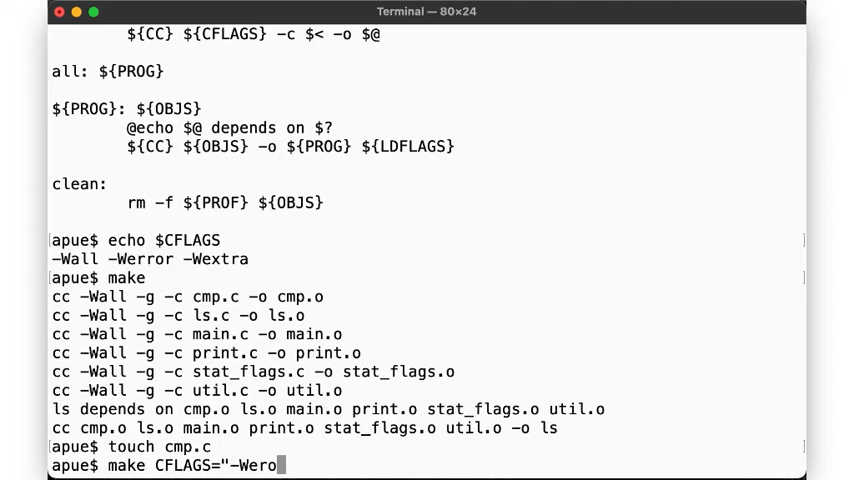 Terminal — 80×24
${CC} ${CFLAGS} -c $< -o $@
all: ${PROG}
${PROG}: ${OBJS}
@echo $@ depends on $?
${CC} ${OBJS} -o ${PROG} ${LDFLAGS}
clean:
rm -f ${PROF} ${OBJS}
[apue$ echo $CFLAGS ]
-Wall -Werror -Wextra
[apue$ make ]
cc -Wall -g -c cmp.c -o cmp.o
cc -Wall -g -c ls.c -o ls.o
cc -Wall -g -c main.c -o main.o
cc -Wall -g -c print.c -o print.o
cc -Wall -g -c stat_flags.c -o stat_flags.o
cc -Wall -g -c util.c -o util.o
ls depends on cmp.o ls.o main.o print.o stat_flags.o util.o
cc cmp.o ls.o main.o print.o stat_flags.o util.o -o ls
[apue$ touch cmp.c ]
apue$ make CFLAGS="-Wero